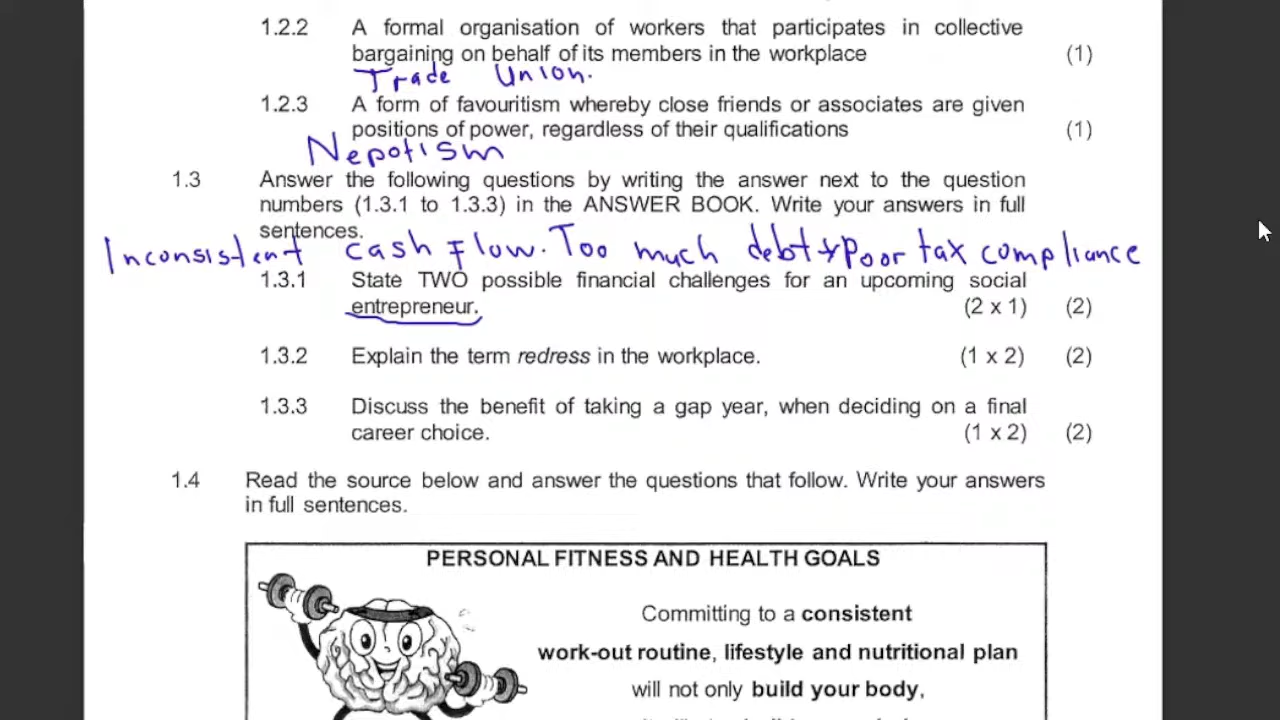 1.2.2 A formal organisation of workers that participates in collective (1)
bargaining on behalf of its members in the workplace
Trade Union.
1.2.3 A form of favouritism whereby close friends or associates are given
positions of power, regardless of their qualifications (1)
Nepotism
1.3 Answer the following questions by writing the answer next to the question
numbers (1.3.1 to 1.3.3) in the ANSWER BOOK. Write your answers in full
sentences.
Inconsistent cash flow. Too much debt & Poor tax compliance
1.3.1 State TWO possible financial challenges for an upcoming social
entrepreneur. (2 x 1) (2)
1.3.2 Explain the term redress in the workplace. (1 x 2) (2)
1.3.3 Discuss the benefit of taking a gap year, when deciding on a final
career choice. (1 x 2) (2)
1.4 Read the source below and answer the questions that follow. Write your answers
in full sentences.
PERSONAL FITNESS AND HEALTH GOALS
Committing to a consistent
work-out routine, lifestyle and nutritional plan
will not only build your body,